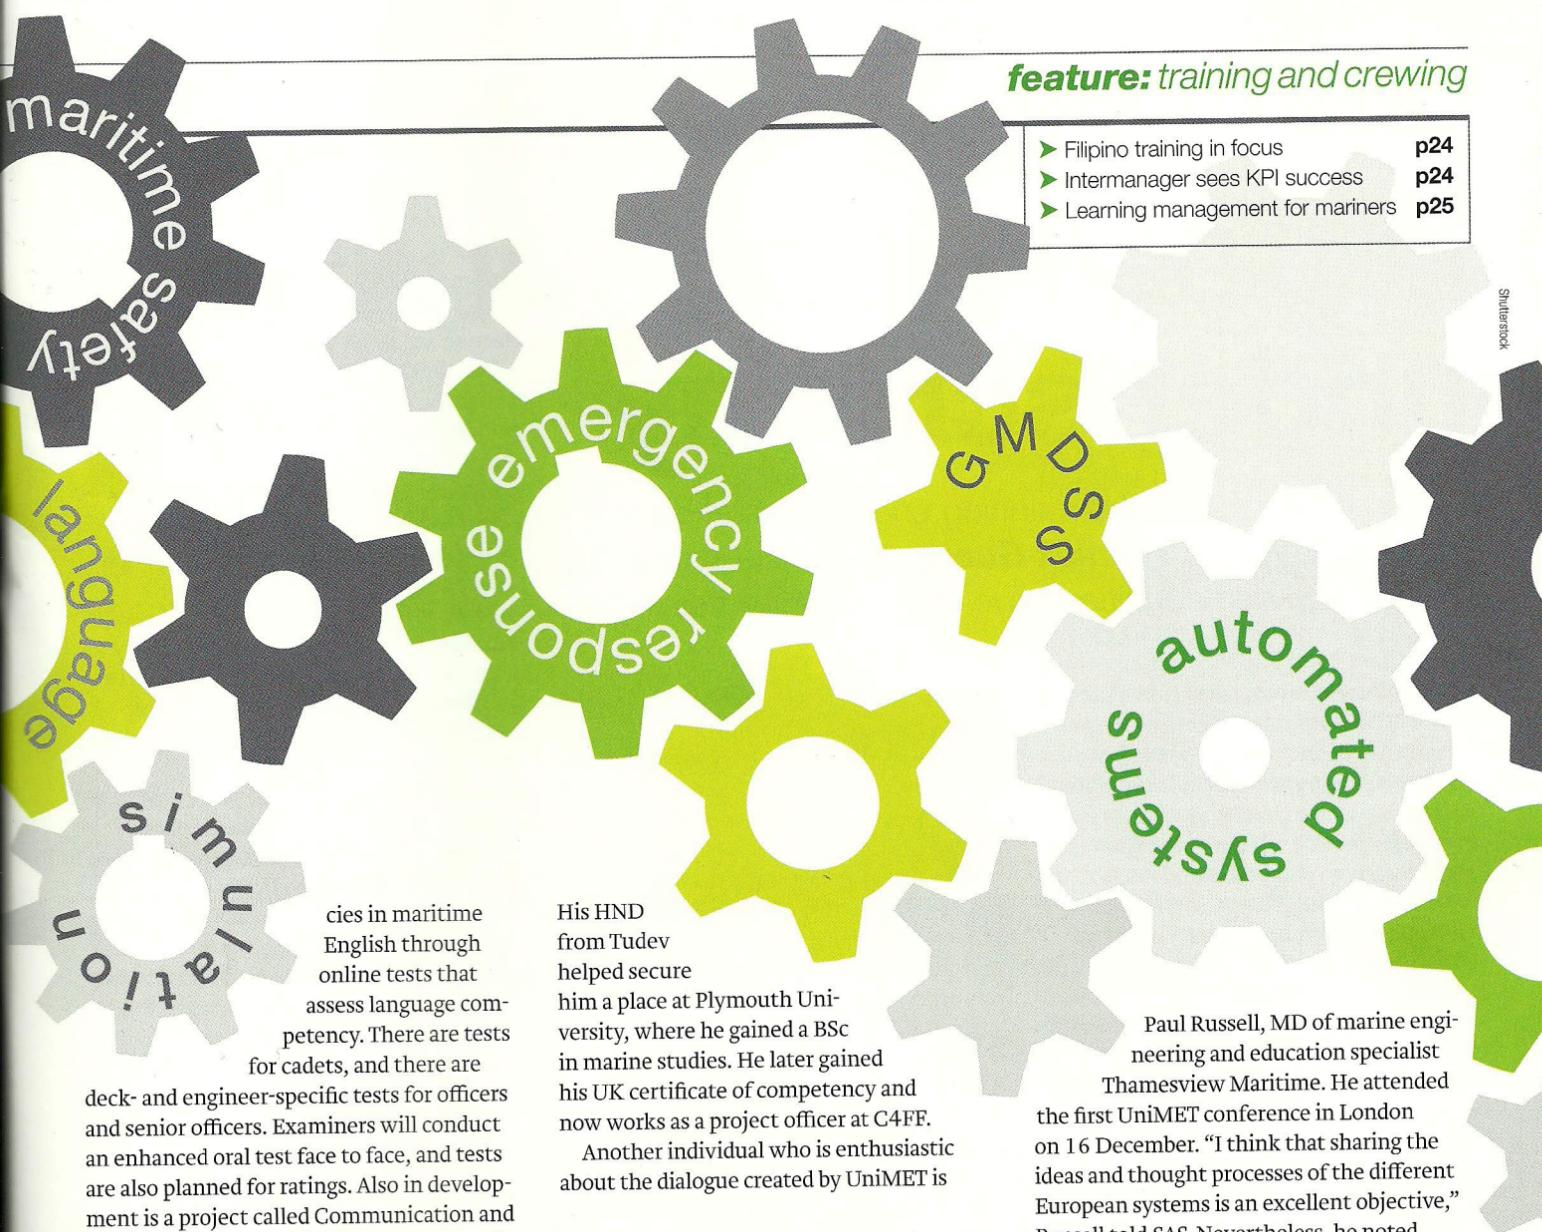 feature: training and crewing
➤ Filipino training in focus p24
➤ Intermanager sees KPI success p24
➤ Learning management for mariners p25
Shutterstock
maritime safety
emergency response
GMDSS
language
automated systems
simulation
cies in maritime
English through
online tests that
assess language com-
petency. There are tests
for cadets, and there are
deck- and engineer-specific tests for officers
and senior officers. Examiners will conduct
an enhanced oral test face to face, and tests
are also planned for ratings. Also in develop-
ment is a project called Communication and
His HND
from Tudev
helped secure
him a place at Plymouth Uni-
versity, where he gained a BSc
in marine studies. He later gained
his UK certificate of competency and
now works as a project officer at C4FF.
Another individual who is enthusiastic
about the dialogue created by UniMET is
Paul Russell, MD of marine engi-
neering and education specialist
Thamesview Maritime. He attended
the first UniMET conference in London
on 16 December. “I think that sharing the
ideas and thought processes of the different
European systems is an excellent objective,”
Russell told SAS. Nevertheless, he noted